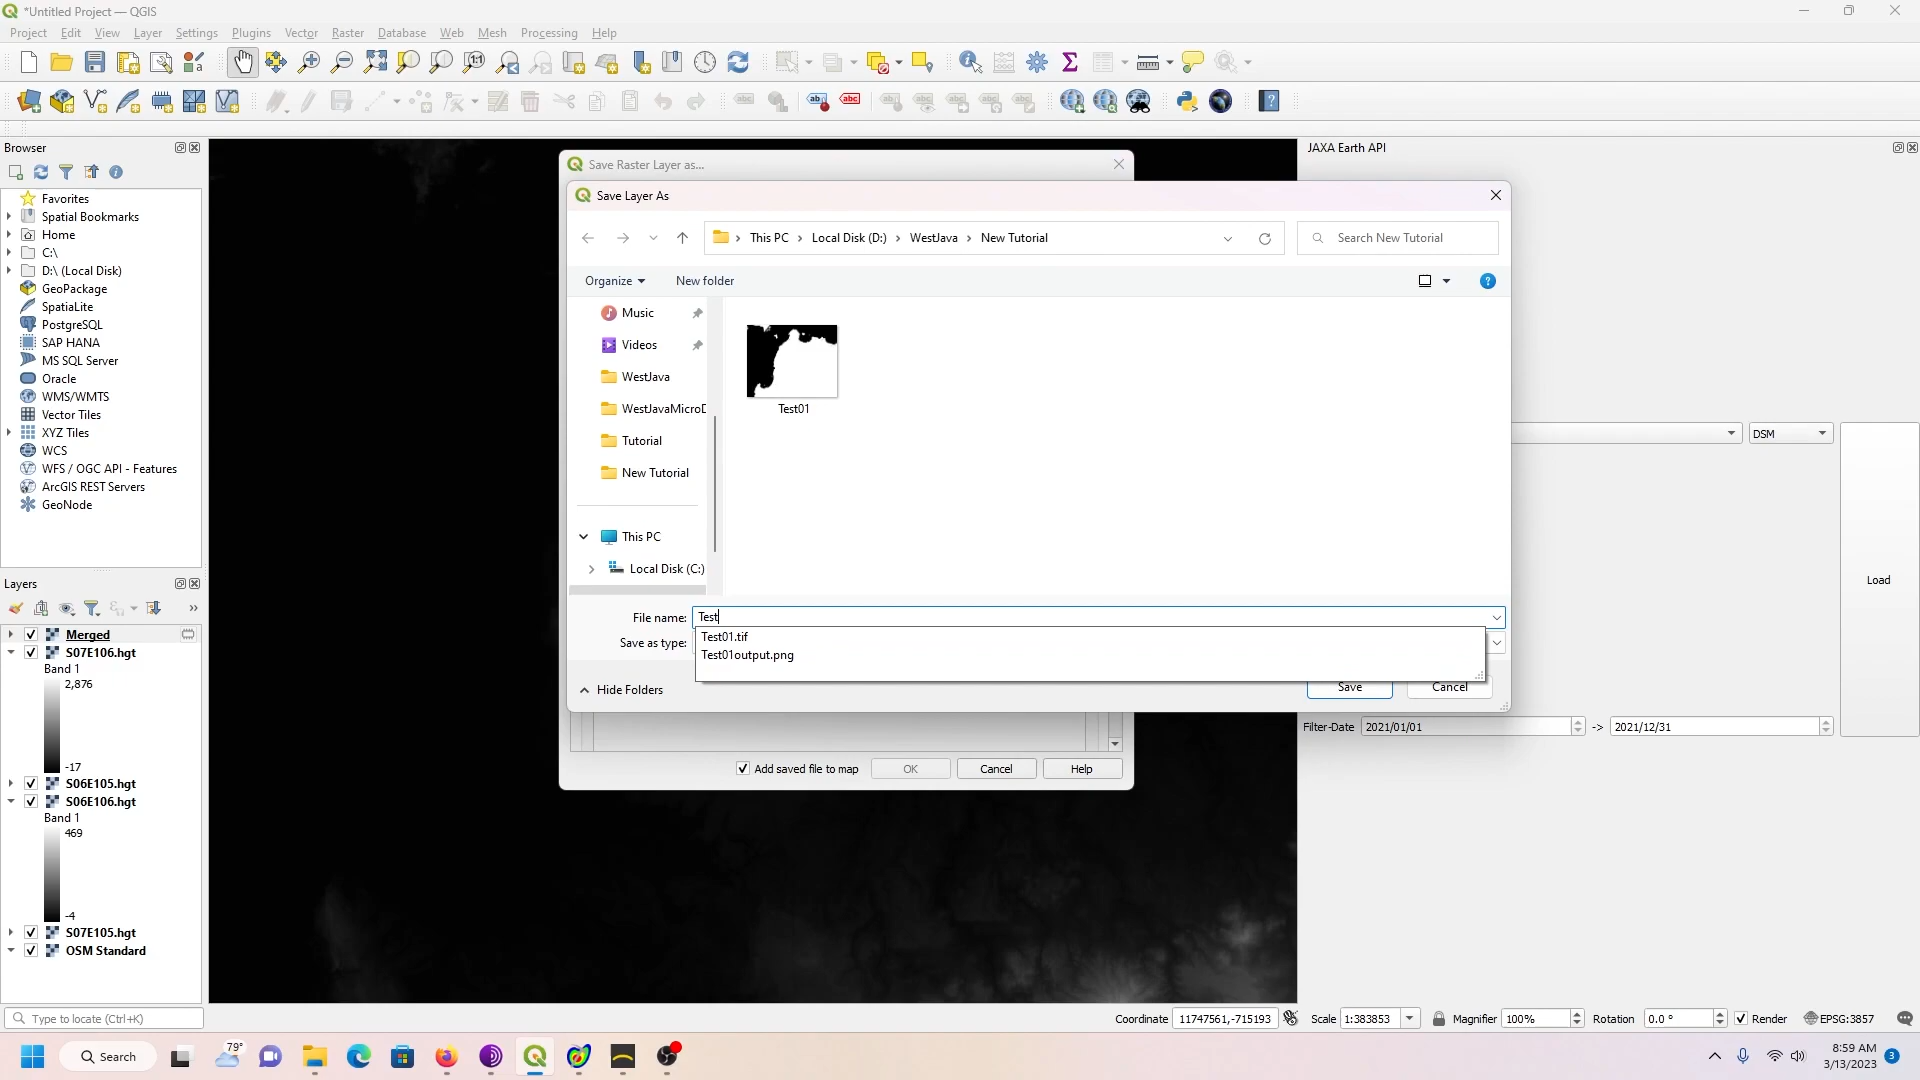 *Untitled Project — QGIS
Project Edit View Layer Settings Plugins Vector Raster Database Web Mesh Processing Help
Browser
Favorites
Spatial Bookmarks
Home
C:\
D:\ (Local Disk)
GeoPackage
SpatiaLite
PostgreSQL
SAP HANA
MS SQL Server
Oracle
WMS/WMTS
Vector Tiles
XYZ Tiles
WCS
WFS / OGC API - Features
ArcGIS REST Servers
GeoNode
Layers
Merged
S07E106.hgt
Band 1
2,876
-17
S06E105.hgt
S06E106.hgt
Band 1
469
-4
S07E105.hgt
OSM Standard
Save Raster Layer as...
Save Layer As
This PC › Local Disk (D:) › WestJava › New Tutorial
Search New Tutorial
Organize
New folder
Music
Videos
WestJava
WestJavaMicroD
Tutorial
New Tutorial
This PC
Local Disk (C:)
Test01
File name: Test
Test01.tif
Test01output.png
Save as type:
Hide Folders
Save
Cancel
Add saved file to map
OK
Cancel
Help
JAXA Earth API
DSM
Load
Filter-Date 2021/01/01 -> 2021/12/31
Type to locate (Ctrl+K)
Coordinate 11747561,-715193 Scale 1:383853 Magnifier 100% Rotation 0.0 ° Render EPSG:3857
79°
Search
8:59 AM
3/13/2023
3